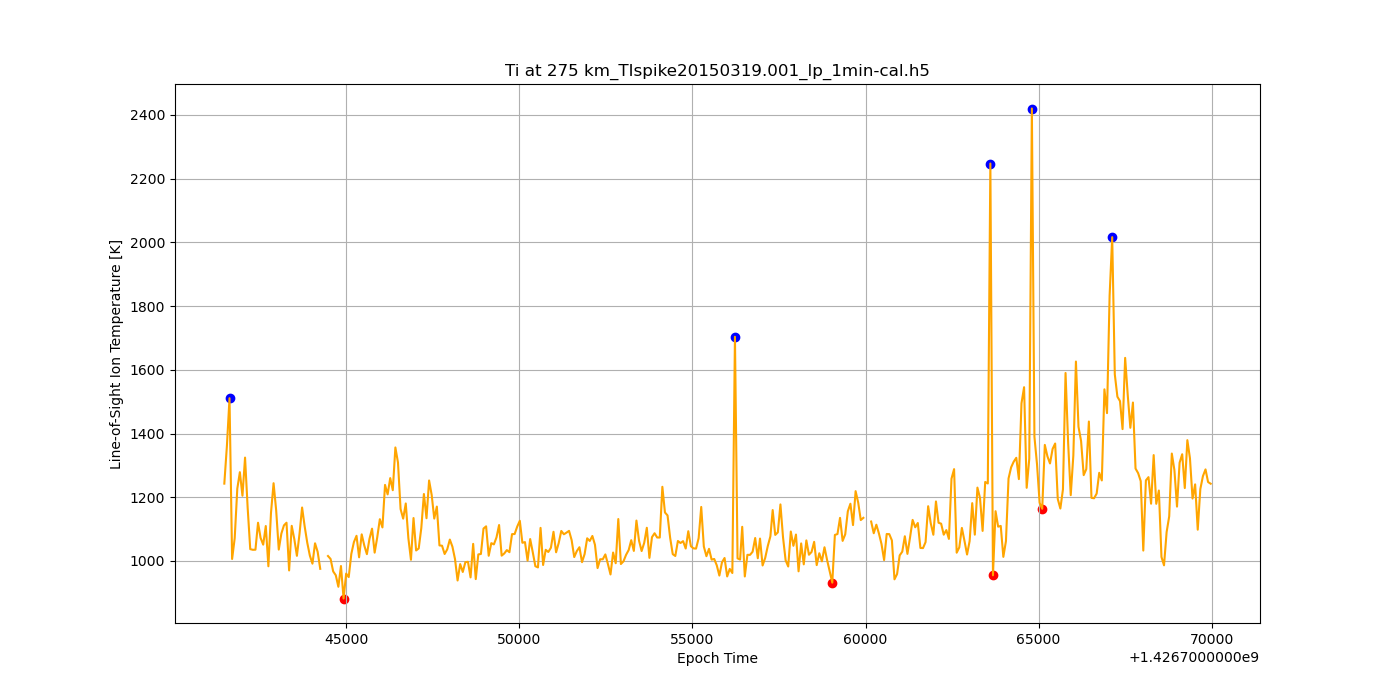 Ti at 275 km_TIspike20150319.001_lp_1min-cal.h5
Line-of-Sight Ion Temperature [K]
2400
2200
2000
1800
1600
1400
1200
1000
45000 50000 55000 60000 65000 70000
Epoch Time
+1.4267000000e9